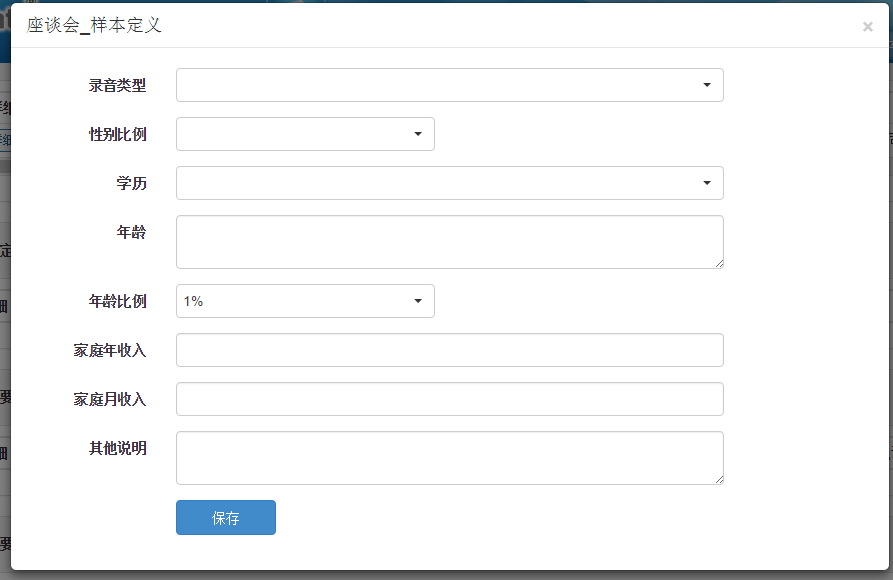 座谈会_样本定义
×
录音类型
性别比例
学历
年龄
年龄比例 1%
家庭年收入
家庭月收入
其他说明
保存